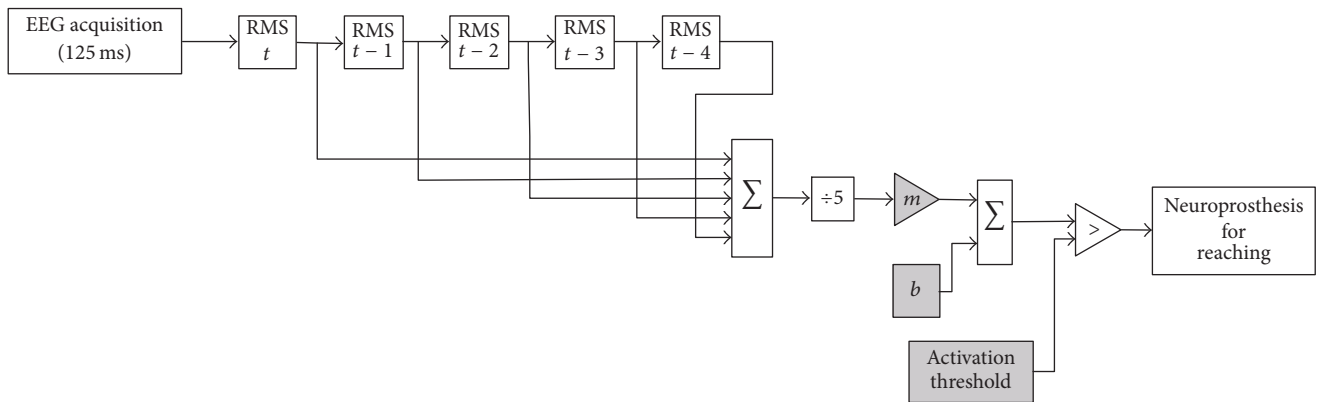 EEG acquisition
(125 ms)
RMS
t
RMS
t − 1
RMS
t − 2
RMS
t − 3
RMS
t − 4
∑
÷5
m
∑
b
>
Neuroprosthesis
for
reaching
Activation
threshold